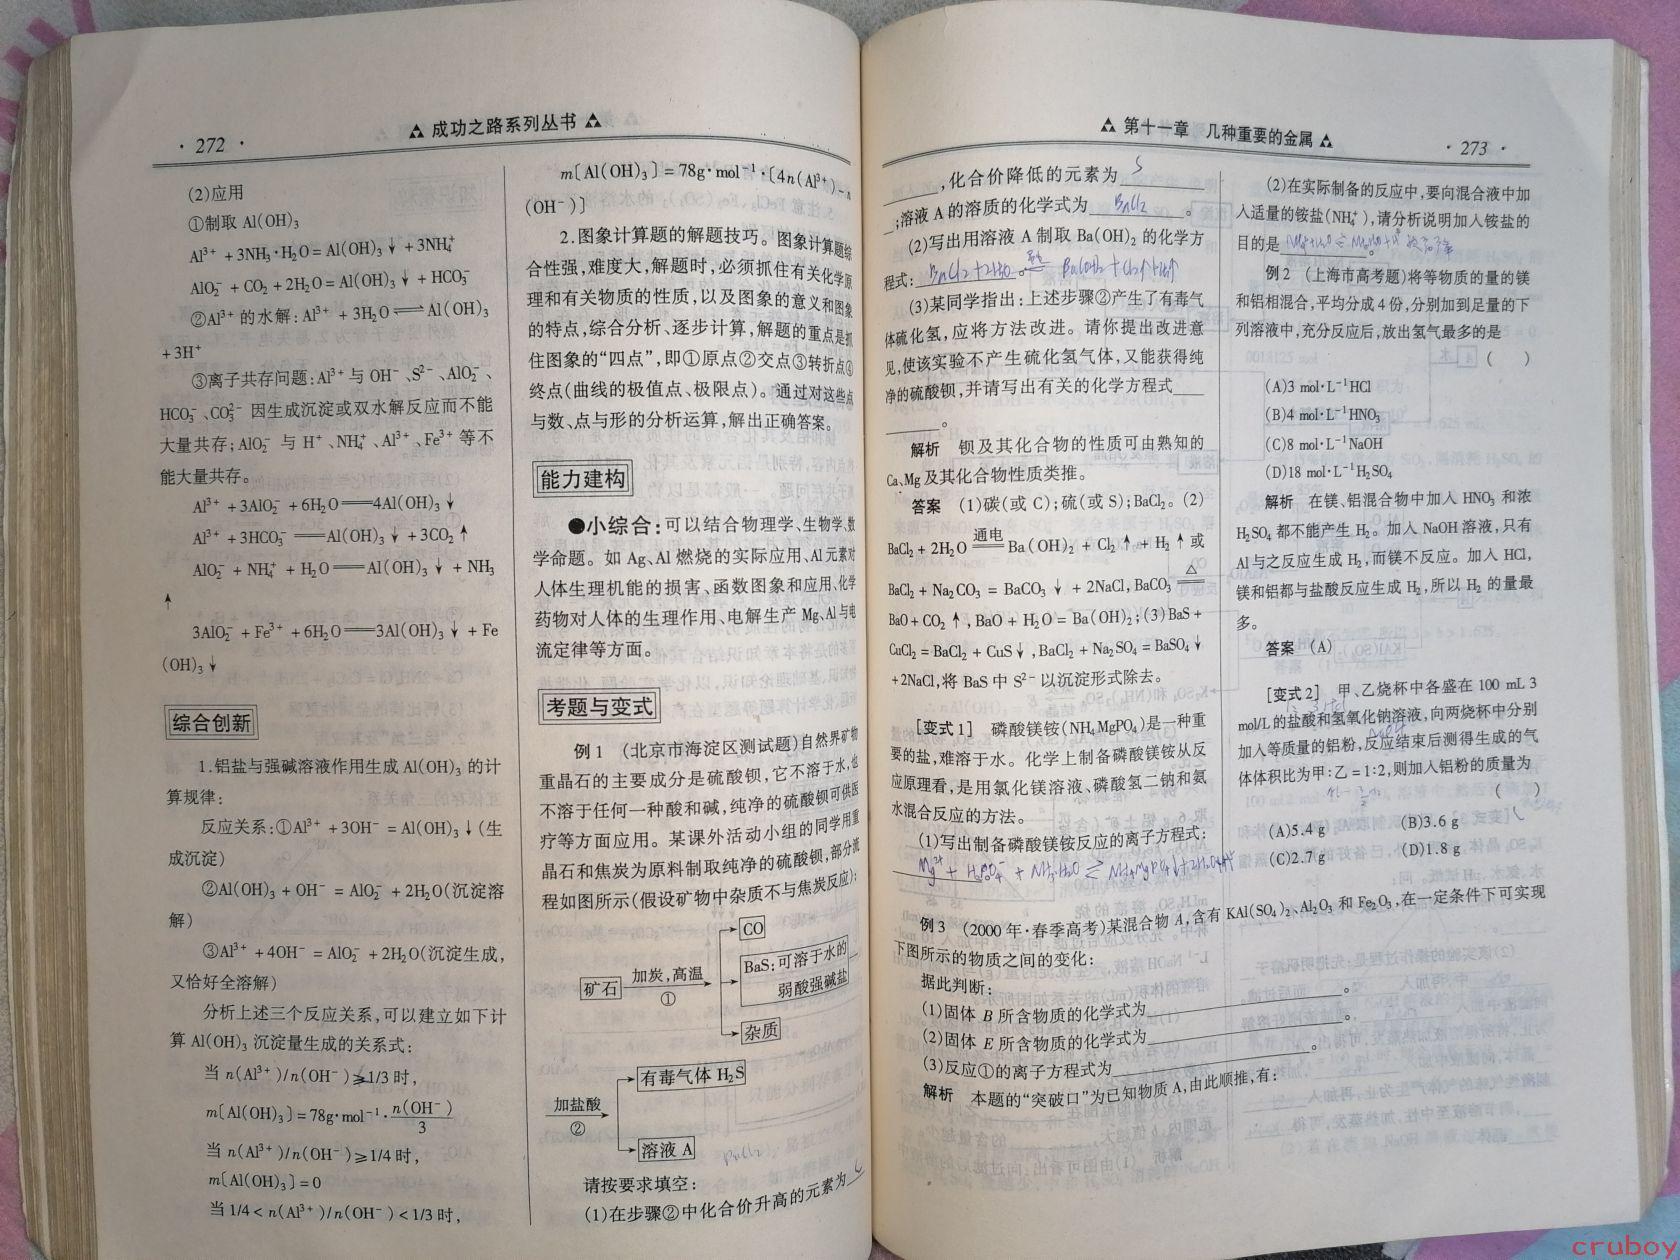 · 272 ·
成功之路系列丛书
(2)应用
①制取 Al(OH)₃
Al³⁺ + 3NH₃·H₂O = Al(OH)₃↓ + 3NH₄⁺
AlO₂⁻ + CO₂ + 2H₂O = Al(OH)₃↓ + HCO₃⁻
②Al³⁺ 的水解: Al³⁺ + 3H₂O ⇌ Al(OH)₃
+ 3H⁺
③离子共存问题:Al³⁺ 与 OH⁻、S²⁻、AlO₂⁻、
HCO₃⁻、CO₃²⁻ 因生成沉淀或双水解反应而不能
大量共存;AlO₂⁻ 与 H⁺、NH₄⁺、Al³⁺、Fe³⁺ 等不
能大量共存。
Al³⁺ + 3AlO₂⁻ + 6H₂O══4Al(OH)₃↓
Al³⁺ + 3HCO₃⁻ ══Al(OH)₃↓ + 3CO₂↑
AlO₂⁻ + NH₄⁺ + H₂O══Al(OH)₃↓ + NH₃
↑
3AlO₂⁻ + Fe³⁺ + 6H₂O══3Al(OH)₃↓ + Fe
(OH)₃↓
综合创新
1.铝盐与强碱溶液作用生成 Al(OH)₃ 的计
算规律:
反应关系:①Al³⁺ + 3OH⁻ = Al(OH)₃↓(生
成沉淀)
②Al(OH)₃ + OH⁻ = AlO₂⁻ + 2H₂O(沉淀溶
解)
③Al³⁺ + 4OH⁻ = AlO₂⁻ + 2H₂O(沉淀生成,
又恰好全溶解)
分析上述三个反应关系,可以建立如下计
算 Al(OH)₃ 沉淀量生成的关系式:
当 n(Al³⁺)/n(OH⁻)≥1/3 时,
m[Al(OH)₃] = 78g·mol⁻¹·n(OH⁻)/3
当 n(Al³⁺)/n(OH⁻)≥1/4 时,
m[Al(OH)₃] = 0
当 1/4 < n(Al³⁺)/n(OH⁻) < 1/3 时,
m[Al(OH)₃] = 78g·mol⁻¹·[4n(Al³⁺) - n
(OH⁻)]
2.图象计算题的解题技巧。图象计算题综
合性强,难度大,解题时,必须抓住有关化学原
理和有关物质的性质,以及图象的意义和图象
的特点,综合分析、逐步计算,解题的重点是抓
住图象的“四点”,即①原点②交点③转折点④
终点(曲线的极值点、极限点)。通过对这些点
与数、点与形的分析运算,解出正确答案。
能力建构
●小综合:可以结合物理学、生物学、数
学命题。如 Ag、Al 燃烧的实际应用、Al 元素对
人体生理机能的损害、函数图象和应用、化学
药物对人体的生理作用、电解生产 Mg、Al 与电
流定律等方面。
考题与变式
例 1 (北京市海淀区测试题)自然界矿物
重晶石的主要成分是硫酸钡,它不溶于水,也
不溶于任何一种酸和碱,纯净的硫酸钡可供医
疗等方面应用。某课外活动小组的同学用重
晶石和焦炭为原料制取纯净的硫酸钡,部分流
程如图所示(假设矿物中杂质不与焦炭反应):
CO
矿石 加炭,高温 ① BaS:可溶于水的
弱酸强碱盐
杂质
有毒气体 H₂S
加盐酸
②
溶液 A BaCl₂
请按要求填空:
(1)在步骤②中化合价升高的元素为 C
第十一章 几种重要的金属
· 273 ·
,化合价降低的元素为 S
;溶液 A 的溶质的化学式为 BaCl₂ 。
(2)写出用溶液 A 制取 Ba(OH)₂ 的化学方
程式: BaCl₂+2H₂O 通电 Ba(OH)₂+Cl₂↑+H₂↑
(3)某同学指出:上述步骤②产生了有毒气
体硫化氢,应将方法改进。请你提出改进意
见,使该实验不产生硫化氢气体,又能获得纯
净的硫酸钡,并请写出有关的化学方程式
。
解析 钡及其化合物的性质可由熟知的
Ca、Mg 及其化合物性质类推。
答案 (1)碳(或 C);硫(或 S);BaCl₂。(2)
BaCl₂ + 2H₂O ═通电═ Ba(OH)₂ + Cl₂↑ + H₂↑ 或
BaCl₂ + Na₂CO₃ = BaCO₃↓ + 2NaCl, BaCO₃ ═△═
BaO + CO₂↑, BaO + H₂O = Ba(OH)₂;(3)BaS +
CuCl₂ = BaCl₂ + CuS↓, BaCl₂ + Na₂SO₄ = BaSO₄↓
+2NaCl,将 BaS 中 S²⁻ 以沉淀形式除去。
[变式 1] 磷酸镁铵(NH₄MgPO₄)是一种重
要的盐,难溶于水。化学上制备磷酸镁铵从反
应原理看,是用氯化镁溶液、磷酸氢二钠和氨
水混合反应的方法。
(1)写出制备磷酸镁铵反应的离子方程式:
(2)在实际制备的反应中,要向混合液中加
入适量的铵盐(NH₄⁺),请分析说明加入铵盐的
目的是 。
例 2 (上海市高考题)将等物质的量的镁
和铝相混合,平均分成 4 份,分别加到足量的下
列溶液中,充分反应后,放出氢气最多的是
( )
(A)3 mol·L⁻¹HCl
(B)4 mol·L⁻¹HNO₃
(C)8 mol·L⁻¹NaOH
(D)18 mol·L⁻¹H₂SO₄
解析 在镁、铝混合物中加入 HNO₃ 和浓
H₂SO₄ 都不能产生 H₂。加入 NaOH 溶液,只有
Al 与之反应生成 H₂,而镁不反应。加入 HCl,
镁和铝都与盐酸反应生成 H₂,所以 H₂ 的量最
多。
答案 (A)
[变式 2] 甲、乙烧杯中各盛在 100 mL 3
mol/L 的盐酸和氢氧化钠溶液,向两烧杯中分别
加入等质量的铝粉,反应结束后测得生成的气
体体积比为甲:乙 = 1:2,则加入铝粉的质量为
( )
(A)5.4 g (B)3.6 g
(C)2.7 g (D)1.8 g
例 3 (2000 年·春季高考)某混合物 A,含有 KAl(SO₄)₂、Al₂O₃ 和 Fe₂O₃,在一定条件下可实现
下图所示的物质之间的变化:
据此判断:
(1)固体 B 所含物质的化学式为 。
(2)固体 E 所含物质的化学式为 。
(3)反应①的离子方程式为 。
解析 本题的“突破口”为已知物质 A,由此顺推,有:
cruboy